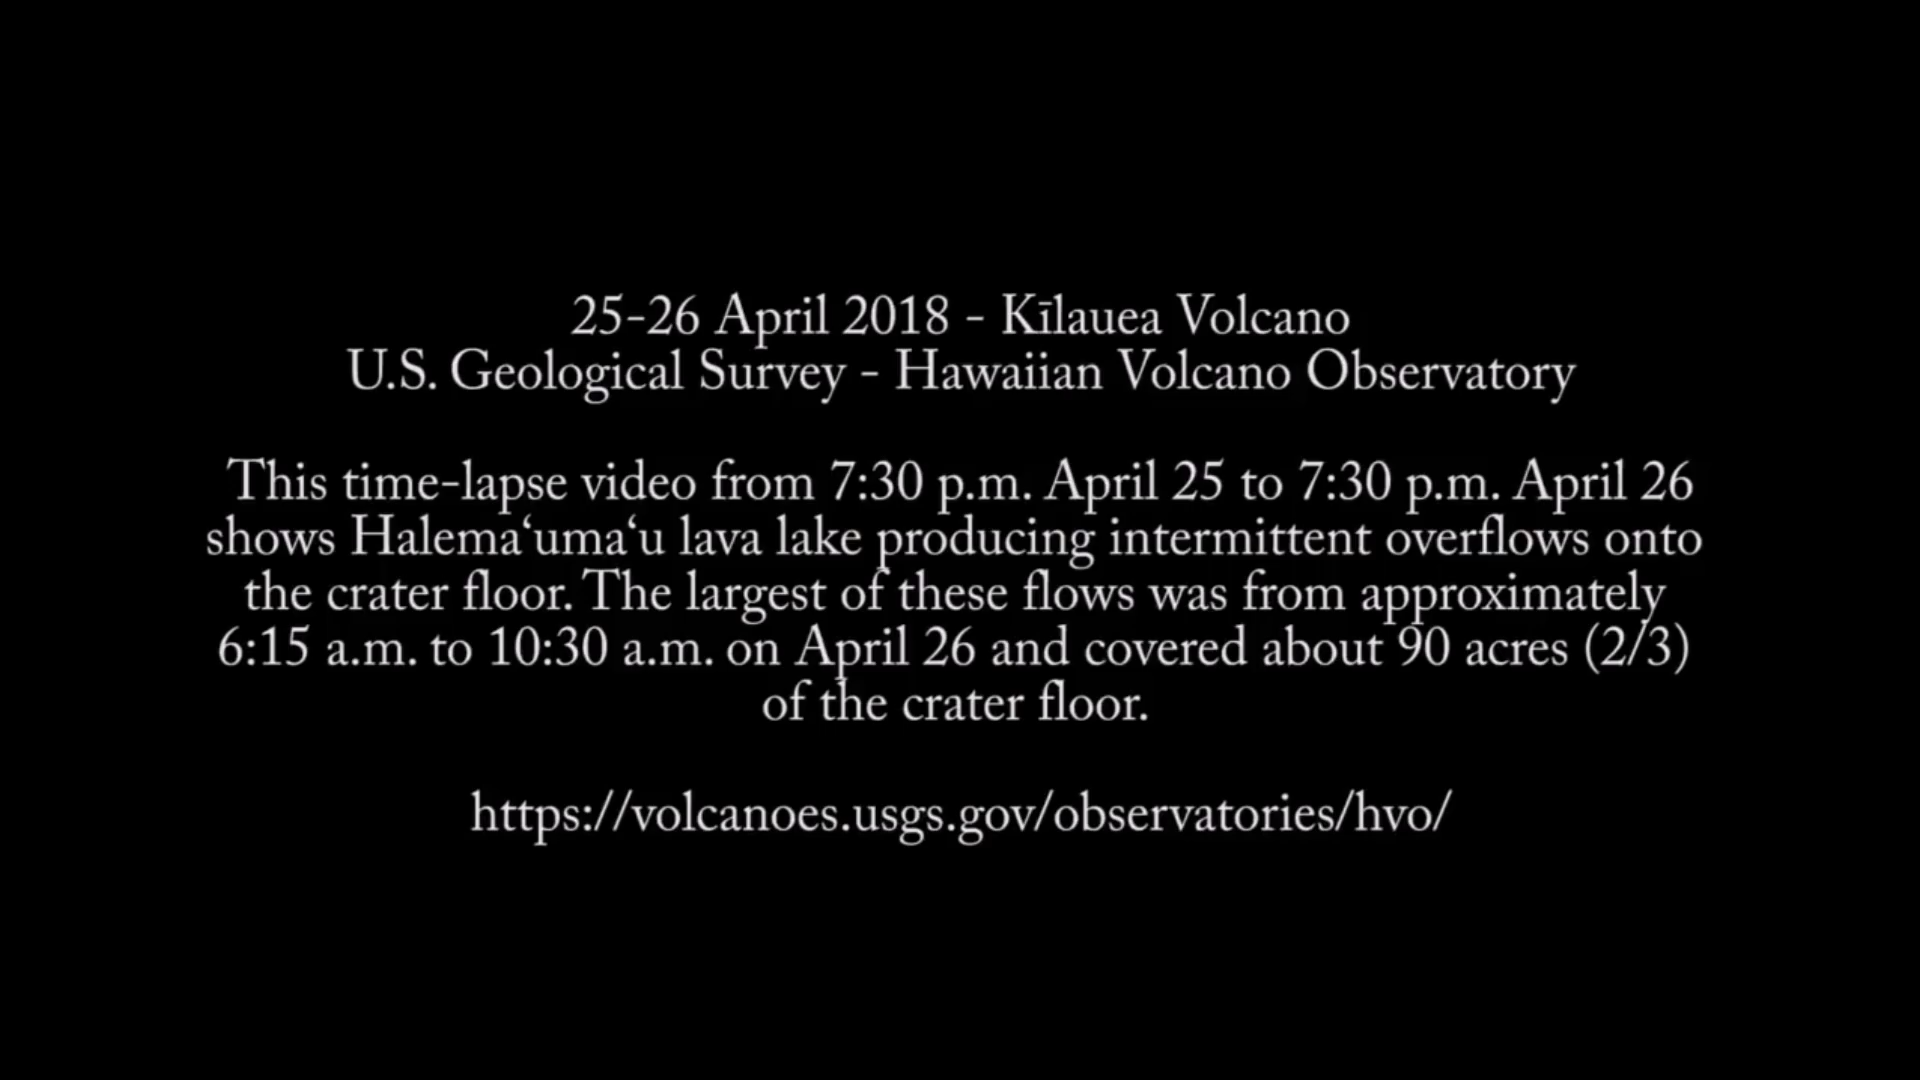 25-26 April 2018 - Kīlauea Volcano
U.S. Geological Survey - Hawaiian Volcano Observatory
This time-lapse video from 7:30 p.m. April 25 to 7:30 p.m. April 26
shows Halema‘uma‘u lava lake producing intermittent overflows onto
the crater floor. The largest of these flows was from approximately
6:15 a.m. to 10:30 a.m. on April 26 and covered about 90 acres (2/3)
of the crater floor.
https://volcanoes.usgs.gov/observatories/hvo/